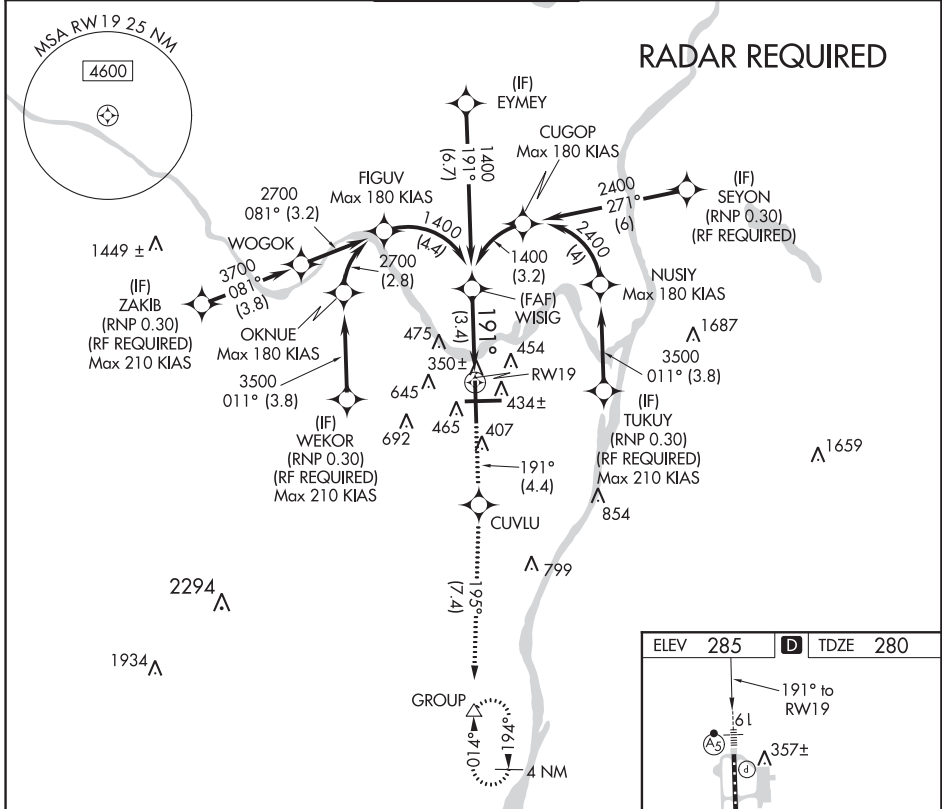 MSA RW19 25 NM
4600
RADAR REQUIRED
(IF)
EYMEY
1400
191°
(6.7)
CUGOP
Max 180 KIAS
FIGUV
Max 180 KIAS
2700
081° (3.2)
WOGOK
1449 ±
3700
081°
(3.8)
(IF)
ZAKIB
(RNP 0.30)
(RF REQUIRED)
Max 210 KIAS
1400
(4.4)
2700
(2.8)
OKNUE
Max 180 KIAS
3500
011° (3.8)
(IF)
WEKOR
(RNP 0.30)
(RF REQUIRED)
Max 210 KIAS
2400
271°
(6)
(IF)
SEYON
(RNP 0.30)
(RF REQUIRED)
1400
(3.2)
2400
(4)
NUSIY
Max 180 KIAS
(FAF)
WISIG
191°
(3.4)
475
350±
454
RW19
645
434±
465
692
407
1687
3500
011° (3.8)
(IF)
TUKUY
(RNP 0.30)
(RF REQUIRED)
Max 210 KIAS
1659
854
191°
(4.4)
CUVLU
799
195°
(7.4)
2294
1934
GROUP
014°
194°
4 NM
ELEV 285 D TDZE 280
191° to
RW19
19
A5
357±
P